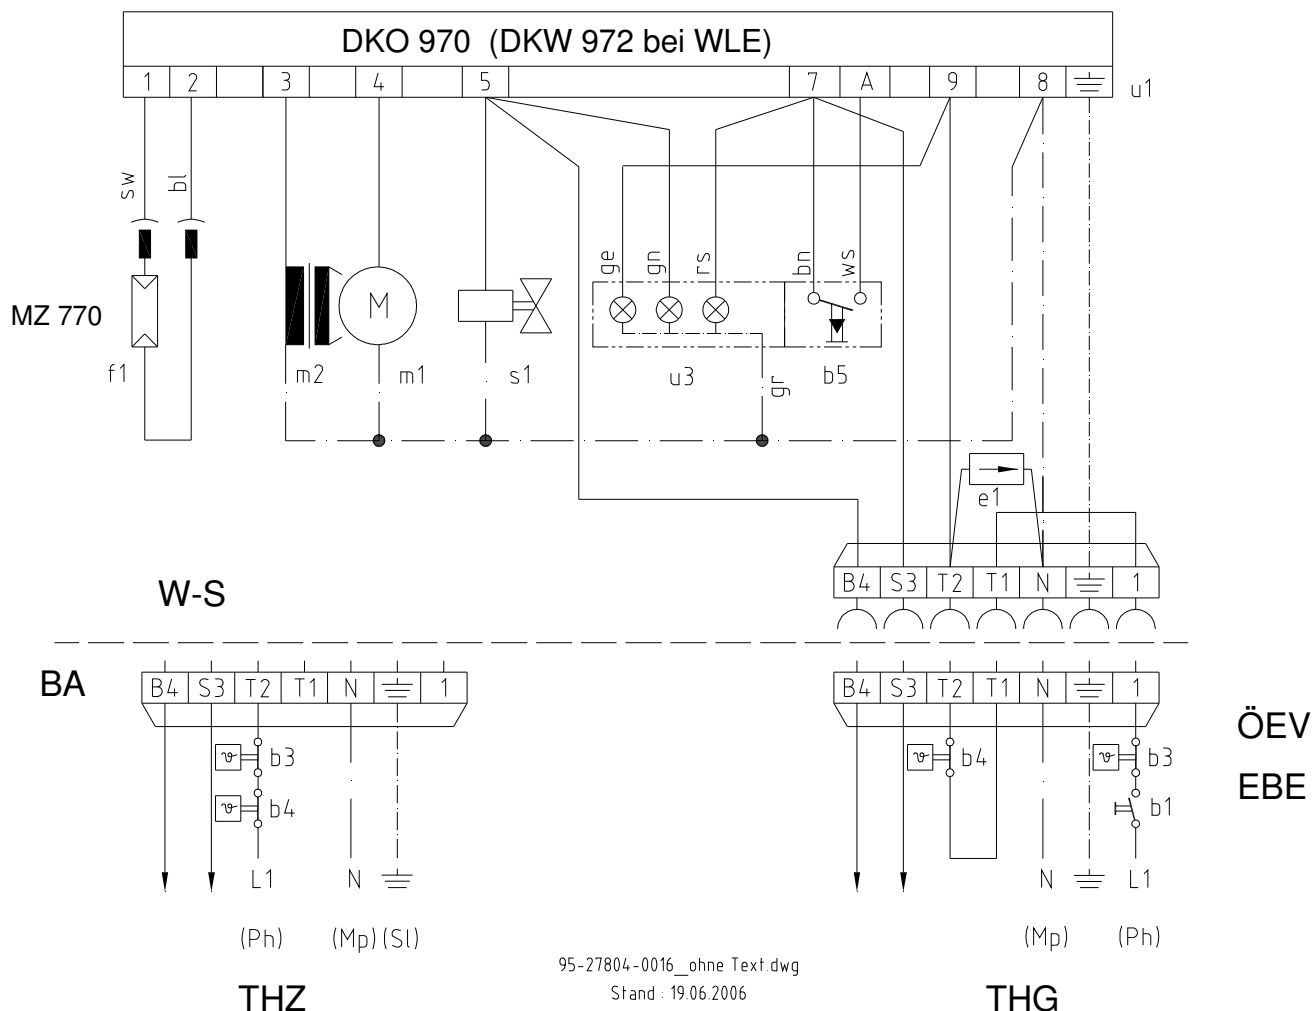 DKO 970 (DKW 972 bei WLE)
1 2 3 4 5 7 A 9 8 u1
sw bl
ge gn rs bn ws
MZ 770
M
f1 m2 m1 s1 u3 gr b5
e1
W-S
B4 S3 T2 T1 N 1
BA
B4 S3 T2 T1 N 1
B4 S3 T2 T1 N 1
ÖEV
EBE
ϑ b3
ϑ b4
ϑ b4
ϑ b3
b1
L1 N
N L1
(Ph) (Mp) (Sl)
(Mp) (Ph)
95-27804-0016_ohne Text.dwg
Stand : 19.06.2006
THZ
THG